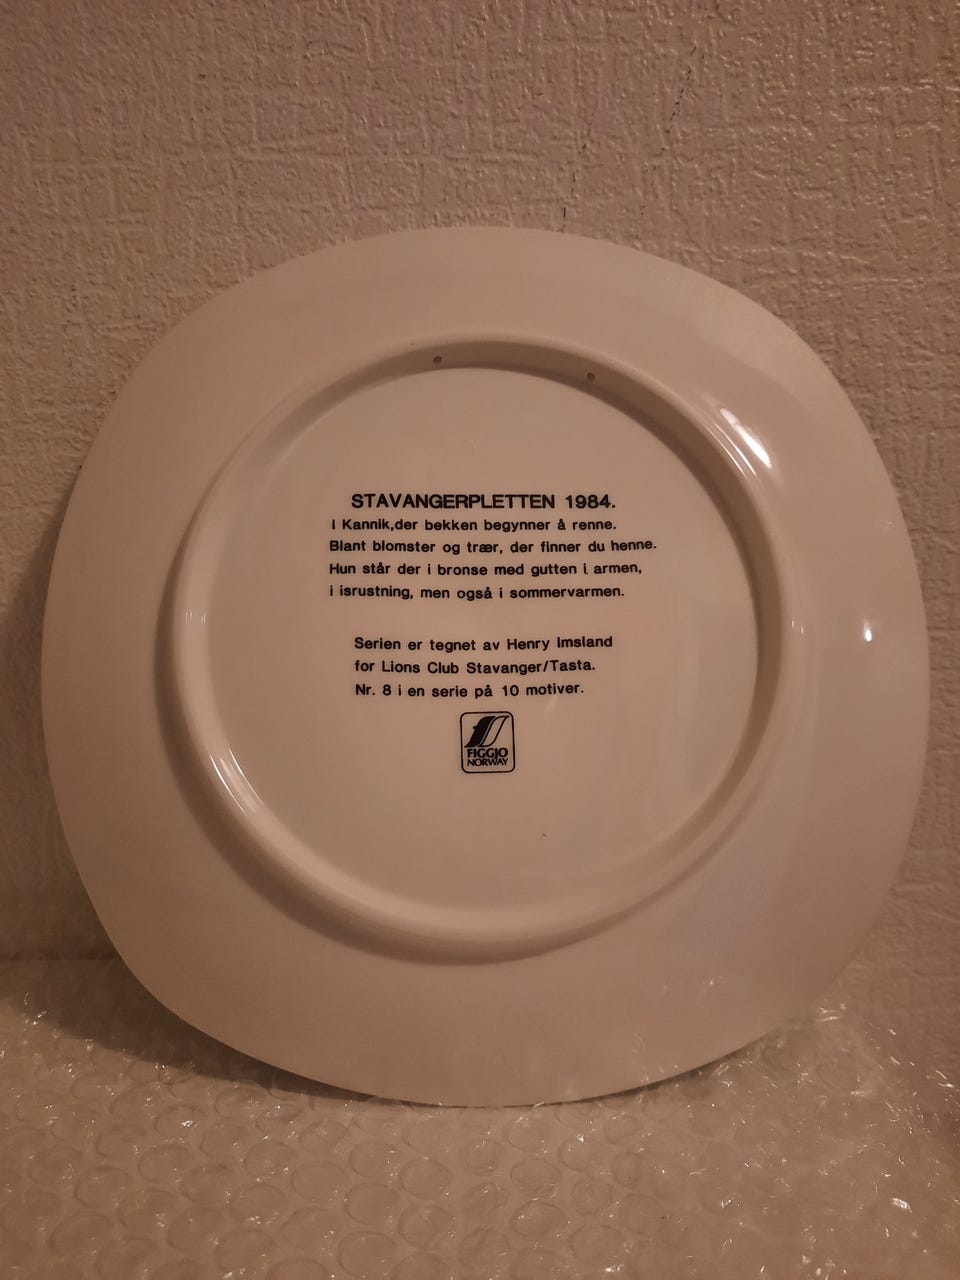 STAVANGERPLETTEN 1984.
I Kannik,der bekken begynner å renne.
Blant blomster og trær, der finner du henne.
Hun står der i bronse med gutten i armen,
i isrustning, men også i sommervarmen.
Serien er tegnet av Henry Imsland
for Lions Club Stavanger/Tasta.
Nr. 8 i en serie på 10 motiver.
FIGGJO
NORWAY